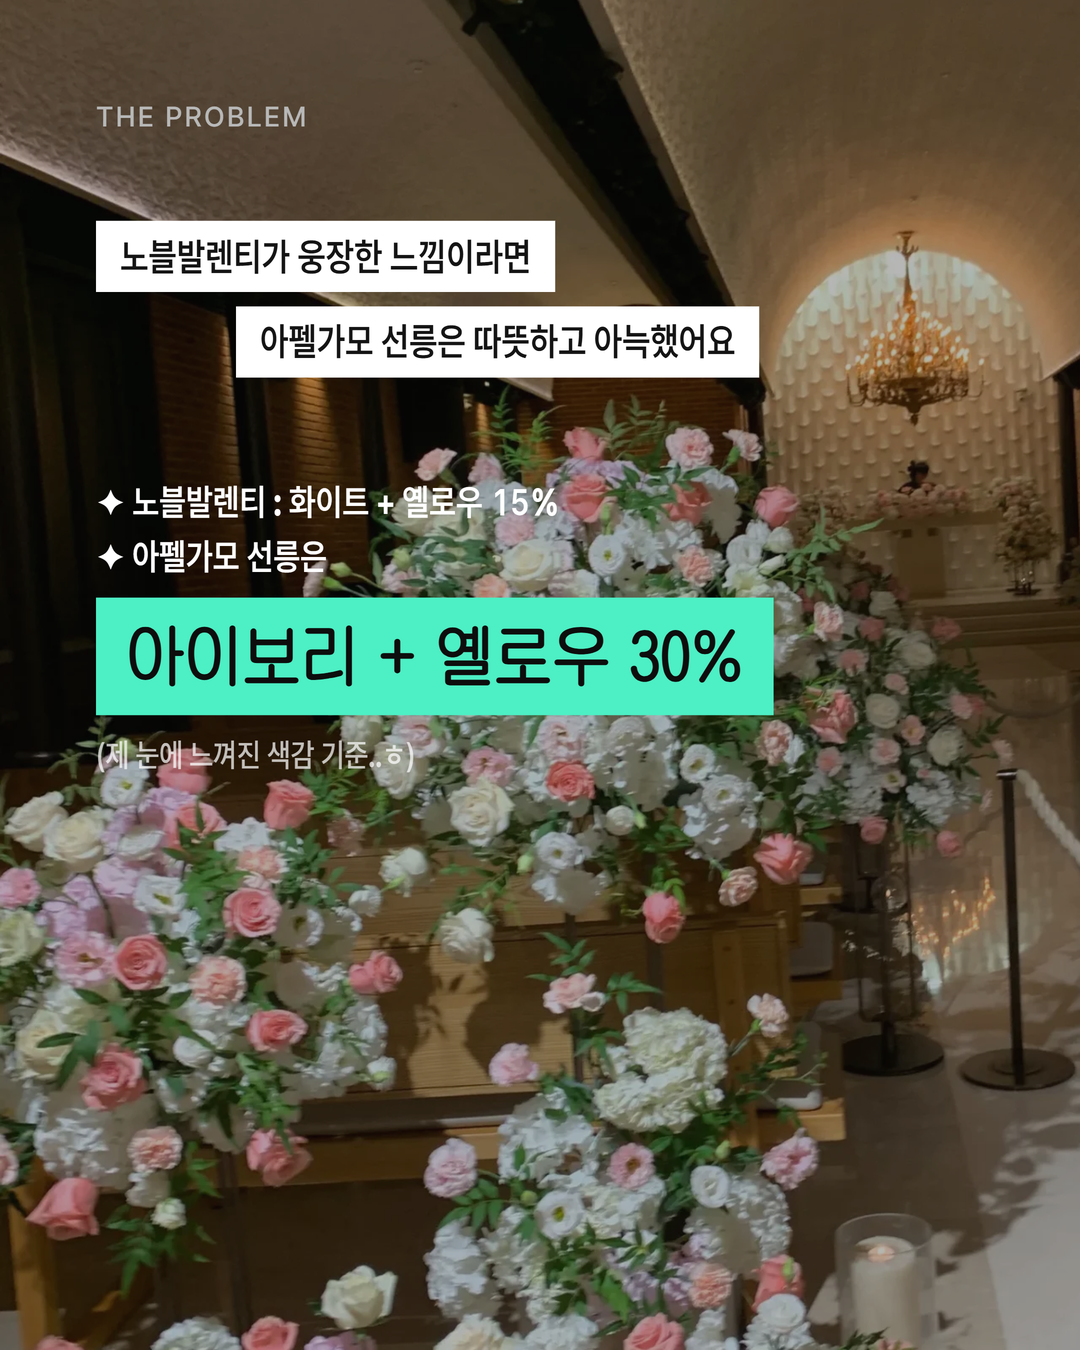 THE PROBLEM
노블발렌티가 웅장한 느낌이라면
아펠가모 선릉은 따뜻하고 아늑했어요
✦ 노블발렌티 : 화이트 + 옐로우 15%
✦ 아펠가모 선릉은
아이보리 + 옐로우 30%
(제 눈에 느껴진 색감 기준..ㅎ)